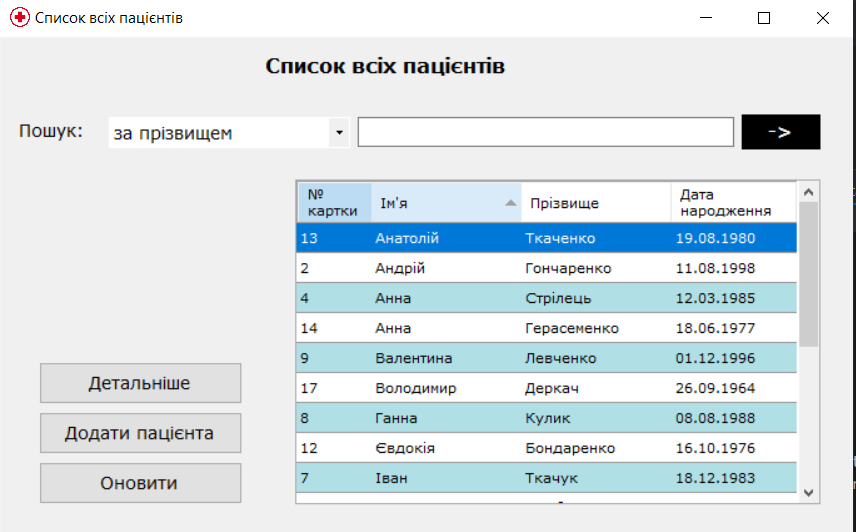 Список всіх пацієнтів
Список всіх пацієнтів
Пошук: за прізвищем ->
№ картки Ім'я Прізвище Дата народження
13 Анатолій Ткаченко 19.08.1980
2 Андрій Гончаренко 11.08.1998
4 Анна Стрілець 12.03.1985
14 Анна Герасеменко 18.06.1977
9 Валентина Левченко 01.12.1996
17 Володимир Деркач 26.09.1964
8 Ганна Кулик 08.08.1988
12 Євдокія Бондаренко 16.10.1976
7 Іван Ткачук 18.12.1983
Детальніше
Додати пацієнта
Оновити